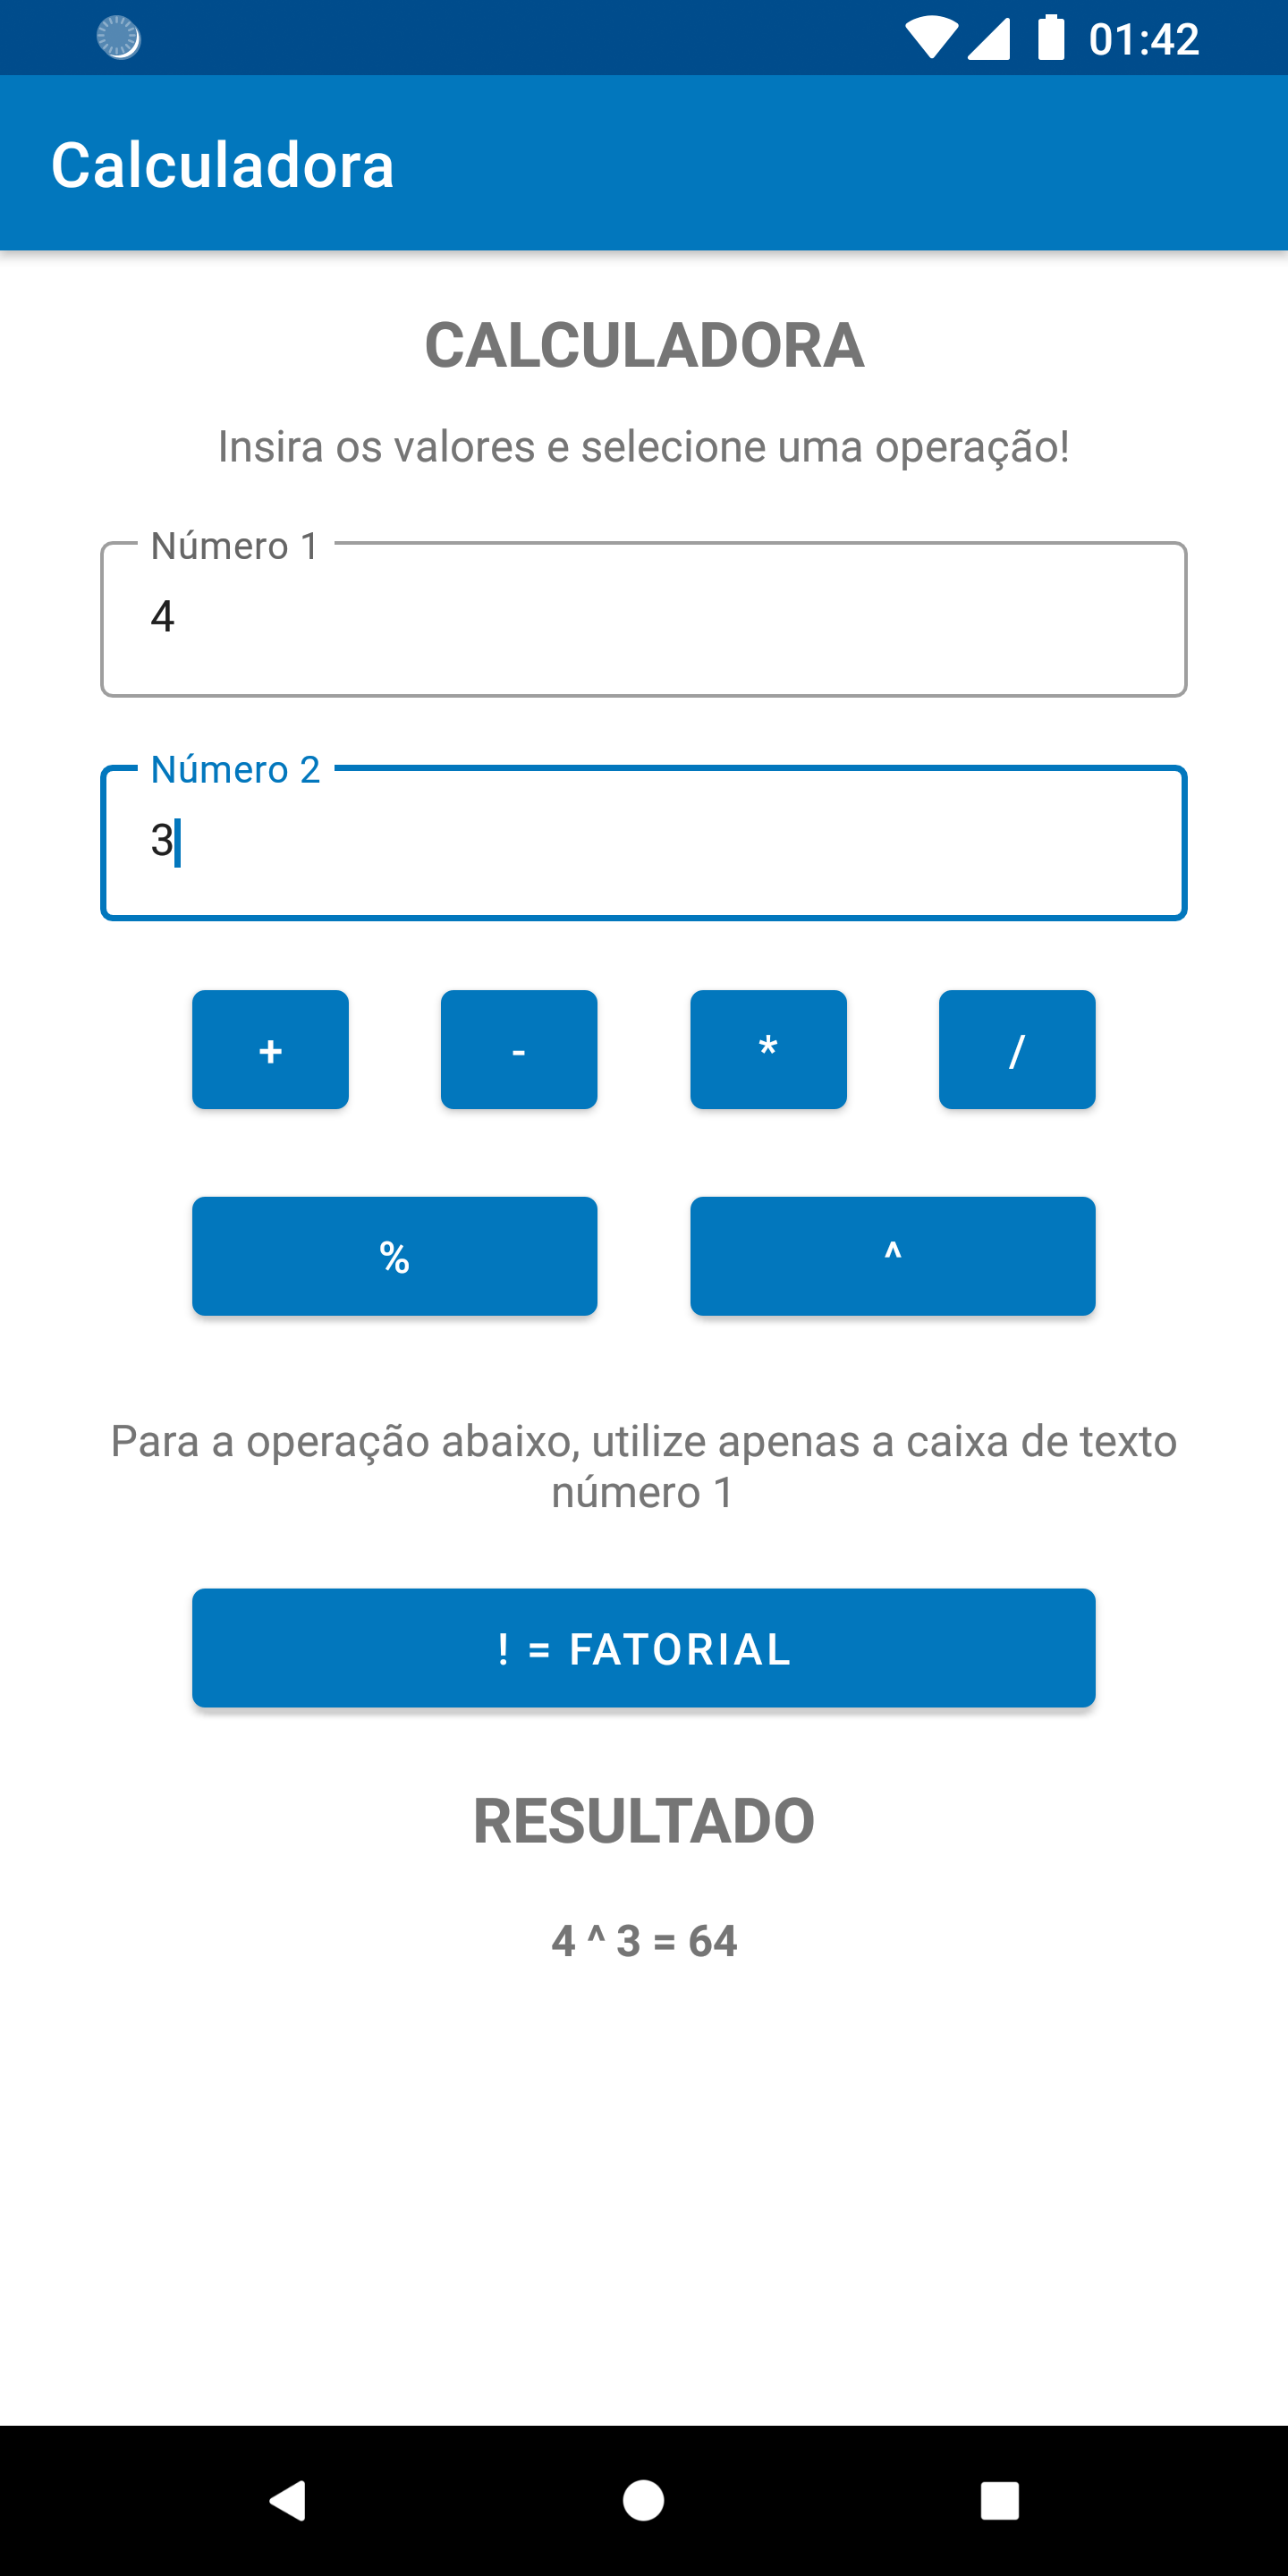 01:42
Calculadora
CALCULADORA
Insira os valores e selecione uma operação!
Número 1
4
Número 2
3
+ - * /
% ^
Para a operação abaixo, utilize apenas a caixa de texto
número 1
! = FATORIAL
RESULTADO
4 ^ 3 = 64